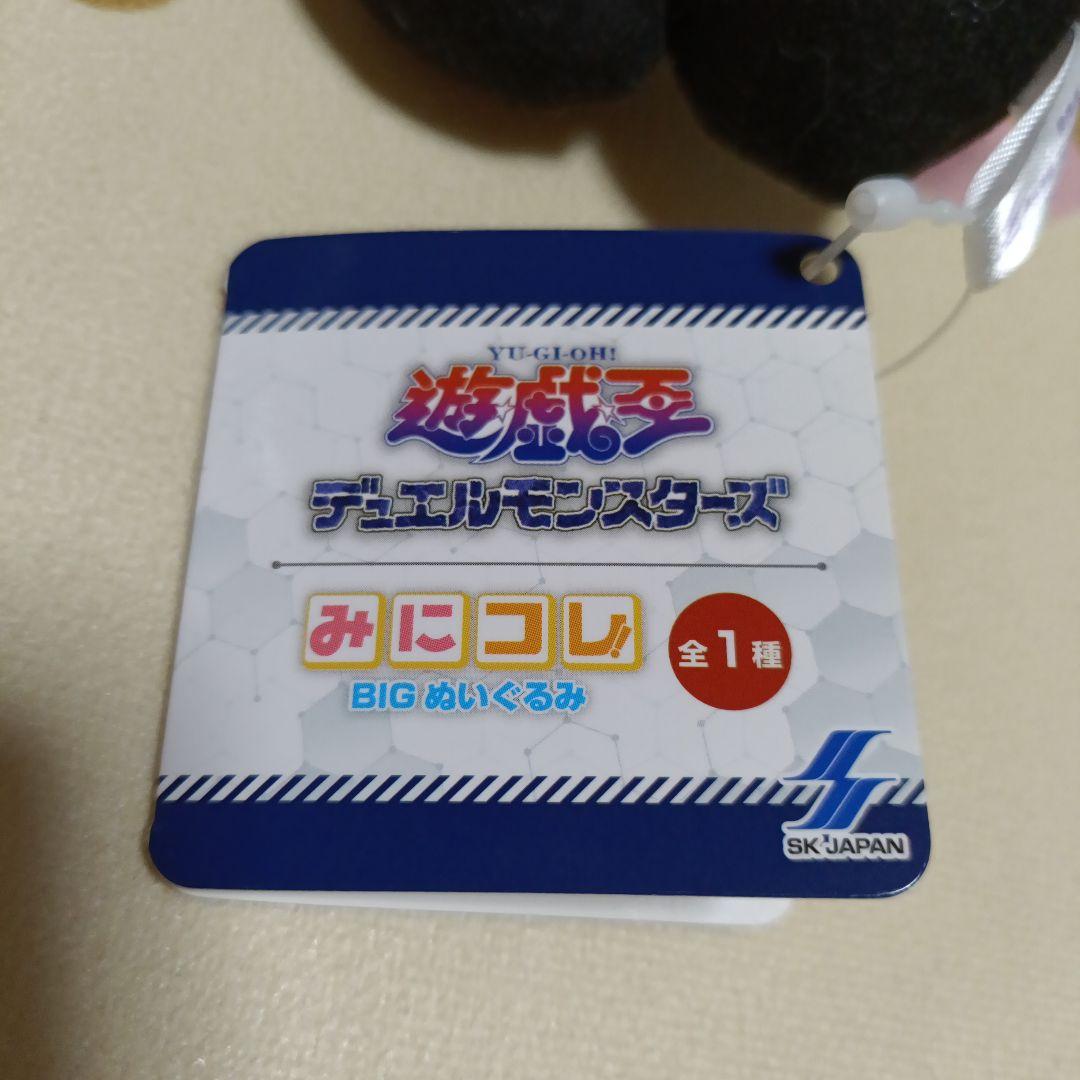 YU-GI-OH!
遊☆戯☆王
デュエルモンスターズ
みにコレ!!
全1種
BIG ぬいぐるみ
SK JAPAN